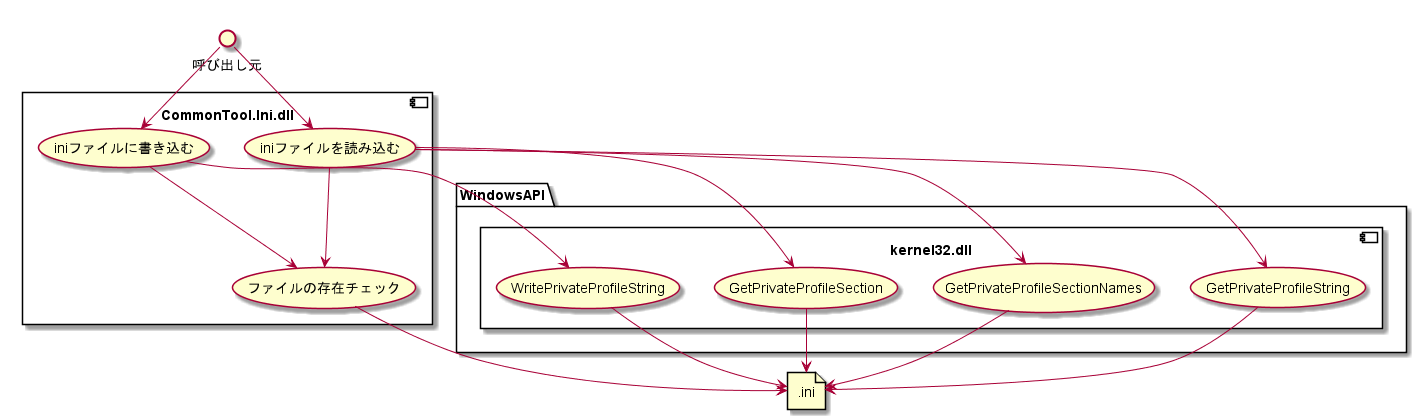 呼び出し元
CommonTool.Ini.dll
iniファイルに書き込む
iniファイルを読み込む
WindowsAPI
kernel32.dll
ファイルの存在チェック
WritePrivateProfileString
GetPrivateProfileSection
GetPrivateProfileSectionNames
GetPrivateProfileString
.ini